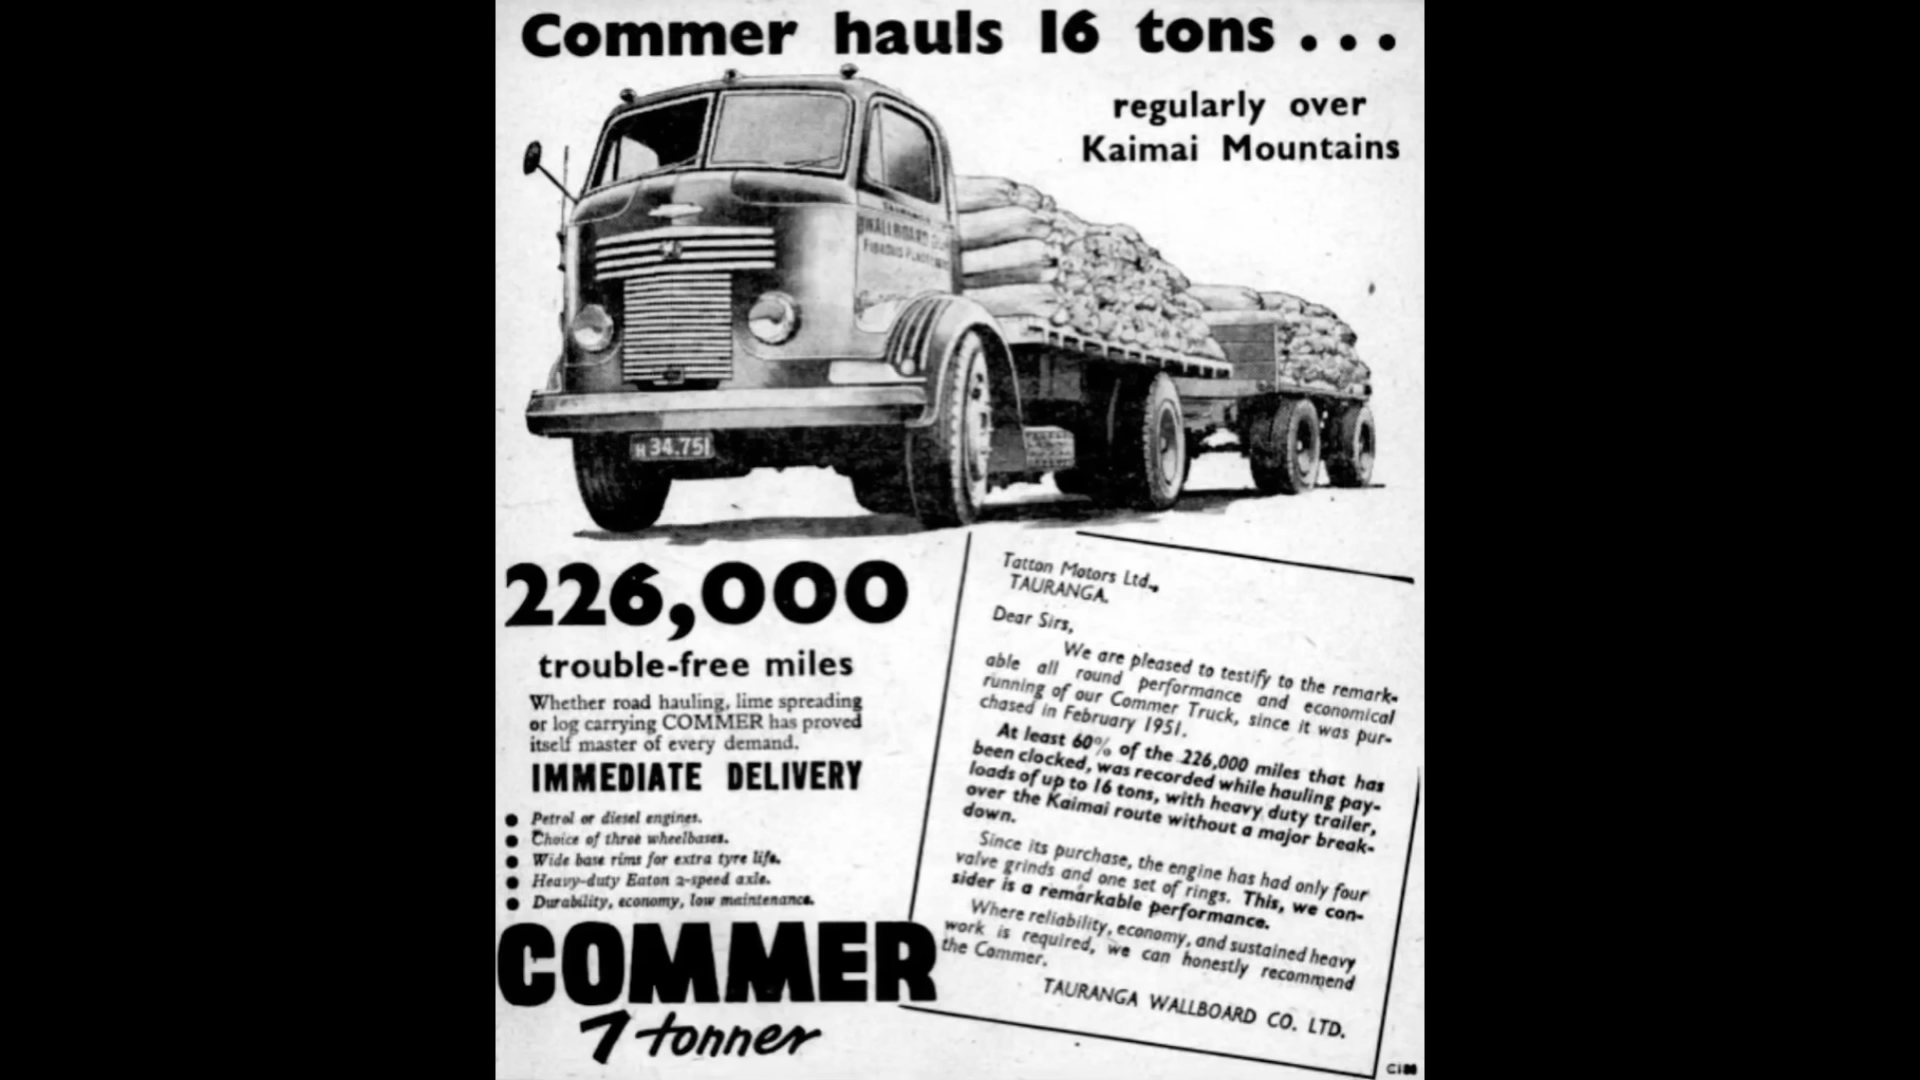 Commer hauls 16 tons . . .
regularly over
Kaimai Mountains
WALLBOARD
H 34.751
226,000
trouble-free miles
Whether road hauling, lime spreading
or log carrying COMMER has proved
itself master of every demand.
IMMEDIATE DELIVERY
● Petrol or diesel engines.
● Choice of three wheelbases.
● Wide base rims for extra tyre life.
● Heavy-duty Eaton 2-speed axle.
● Durability, economy, low maintenance.
COMMER
7 tonner
Tatton Motors Ltd.,
TAURANGA.
Dear Sirs,
We are pleased to testify to the remark-
able all round performance and economical
running of our Commer Truck, since it was pur-
chased in February 1951.
At least 60% of the 226,000 miles that has
been clocked, was recorded while hauling pay-
loads of up to 16 tons, with heavy duty trailer,
over the Kaimai route without a major break-
down.
Since its purchase, the engine has had only four
valve grinds and one set of rings. This, we con-
sider is a remarkable performance.
Where reliability, economy, and sustained heavy
work is required, we can honestly recommend
the Commer.
TAURANGA WALLBOARD CO. LTD.